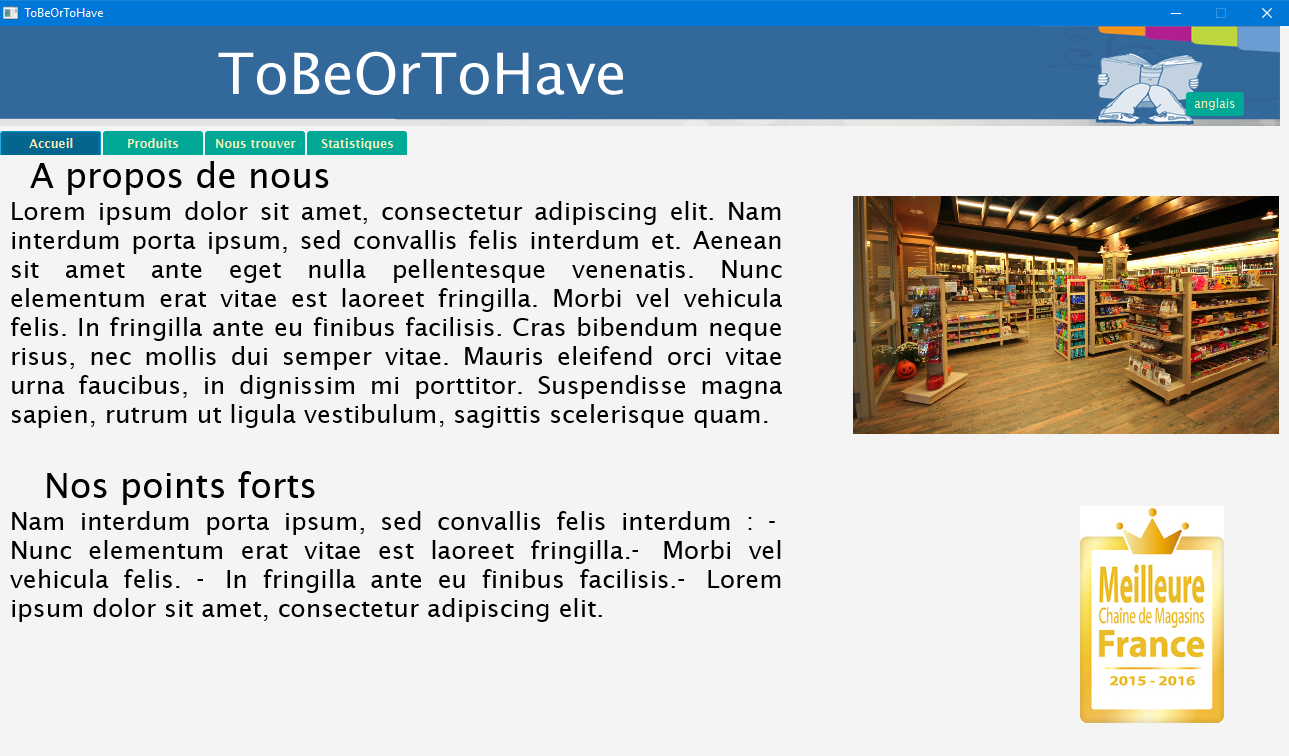 ToBeOrToHave
ToBeOrToHave
anglais
Accueil Produits Nous trouver Statistiques
A propos de nous
Lorem ipsum dolor sit amet, consectetur adipiscing elit. Nam
interdum porta ipsum, sed convallis felis interdum et. Aenean
sit amet ante eget nulla pellentesque venenatis. Nunc
elementum erat vitae est laoreet fringilla. Morbi vel vehicula
felis. In fringilla ante eu finibus facilisis. Cras bibendum neque
risus, nec mollis dui semper vitae. Mauris eleifend orci vitae
urna faucibus, in dignissim mi porttitor. Suspendisse magna
sapien, rutrum ut ligula vestibulum, sagittis scelerisque quam.
Nos points forts
Nam interdum porta ipsum, sed convallis felis interdum : -
Nunc elementum erat vitae est laoreet fringilla.- Morbi vel
vehicula felis. - In fringilla ante eu finibus facilisis.- Lorem
ipsum dolor sit amet, consectetur adipiscing elit.
Meilleure
Chaîne de Magasins
France
2015 - 2016